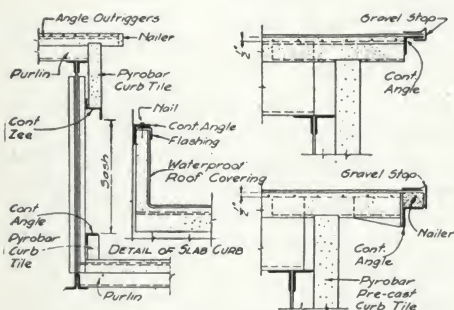 Angle Outriggers
Nailer
Purlin
Pyrobar
Curb Tile
Cont.
Zee
Sash
Nail
Cont. Angle
Flashing
Waterproof
Roof Covering
Cont.
Angle
Pyrobar
Curb
Tile
DETAIL OF SLAB CURB
Purlin
Gravel Stop
2"
Cont.
Angle
Gravel Stop
2"
Nailer
Cont.
Angle
Pyrobar
Pre-cast
Curb Tile